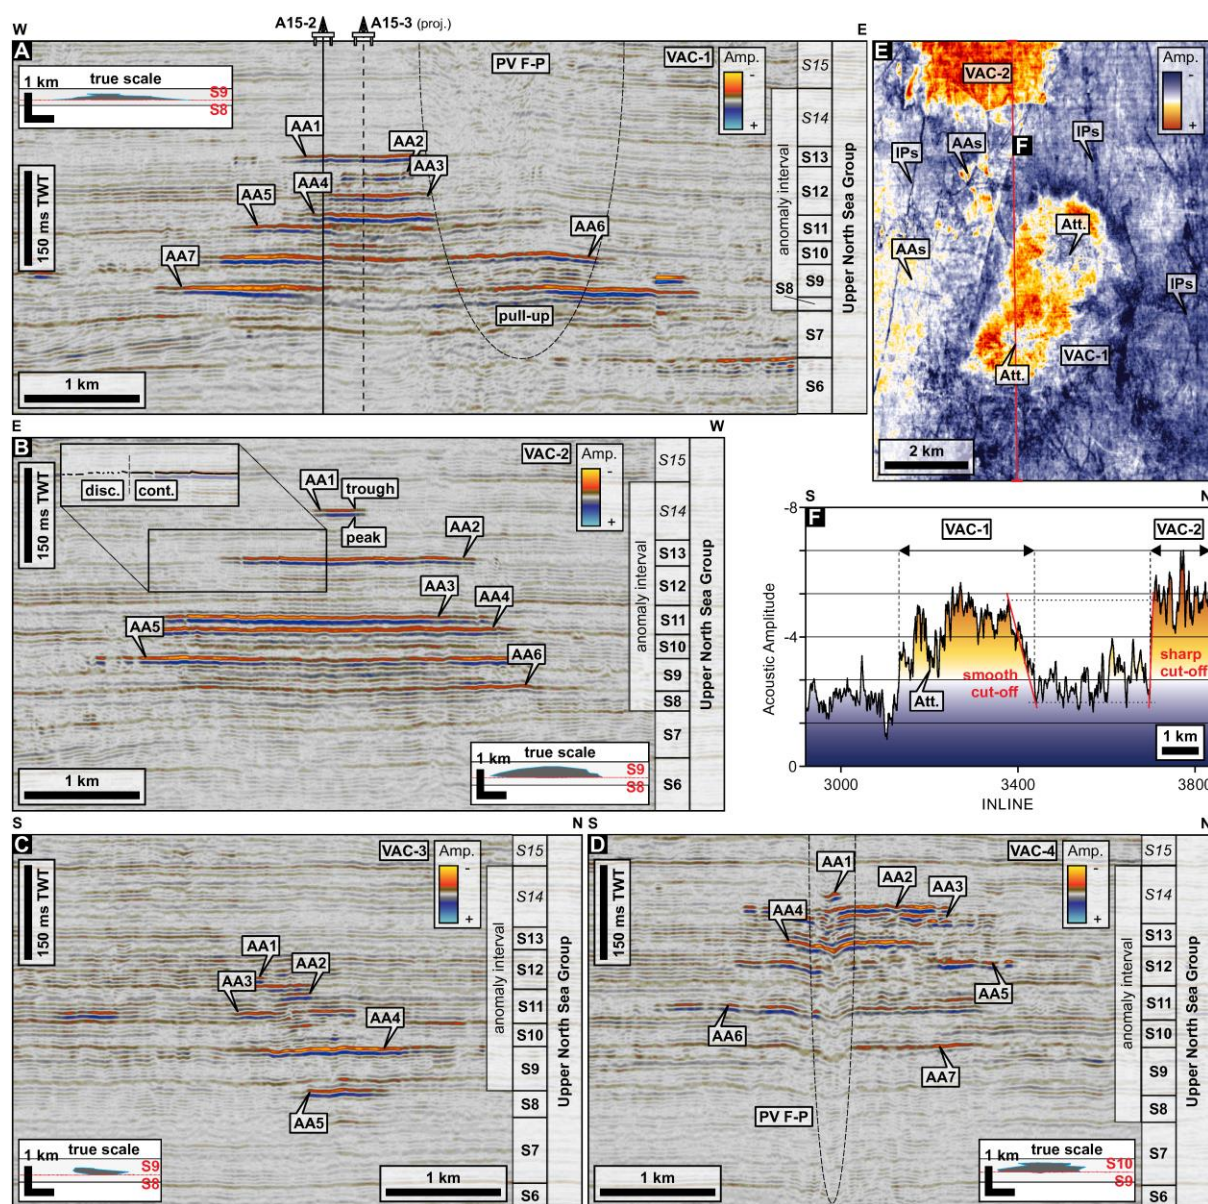 W
A15-2
A15-3 (proj.)
E
A
1 km
true scale
S9
S8
PV F-P
VAC-1
Amp.
-
+
S15
S14
S13
S12
S11
S10
S9
S8
S7
S6
anomaly interval
Upper North Sea Group
150 ms TWT
AA1
AA2
AA3
AA4
AA5
AA6
AA7
pull-up
1 km
E
VAC-2
Amp.
-
+
IPs
AAs
F
IPs
Att.
AAs
IPs
VAC-1
Att.
2 km
E
W
B
150 ms TWT
disc.
cont.
AA1
trough
peak
VAC-2
Amp.
-
+
AA2
AA3
AA4
AA5
AA6
S15
S14
S13
S12
S11
S10
S9
S8
S7
S6
anomaly interval
Upper North Sea Group
1 km
1 km
true scale
S9
S8
S
N
F
-8
-4
0
Acoustic Amplitude
VAC-1
VAC-2
Att.
smooth
cut-off
sharp
cut-off
1 km
3000
3400
3800
INLINE
S
N
C
150 ms TWT
VAC-3
Amp.
-
+
AA1
AA2
AA3
AA4
AA5
S15
S14
S13
S12
S11
S10
S9
S8
S7
S6
anomaly interval
Upper North Sea Group
1 km
true scale
S9
S8
1 km
S
N
D
150 ms TWT
VAC-4
Amp.
-
+
AA1
AA2
AA3
AA4
AA5
AA6
AA7
PV F-P
S15
S14
S13
S12
S11
S10
S9
S8
S7
S6
anomaly interval
Upper North Sea Group
1 km
1 km
true scale
S10
S9